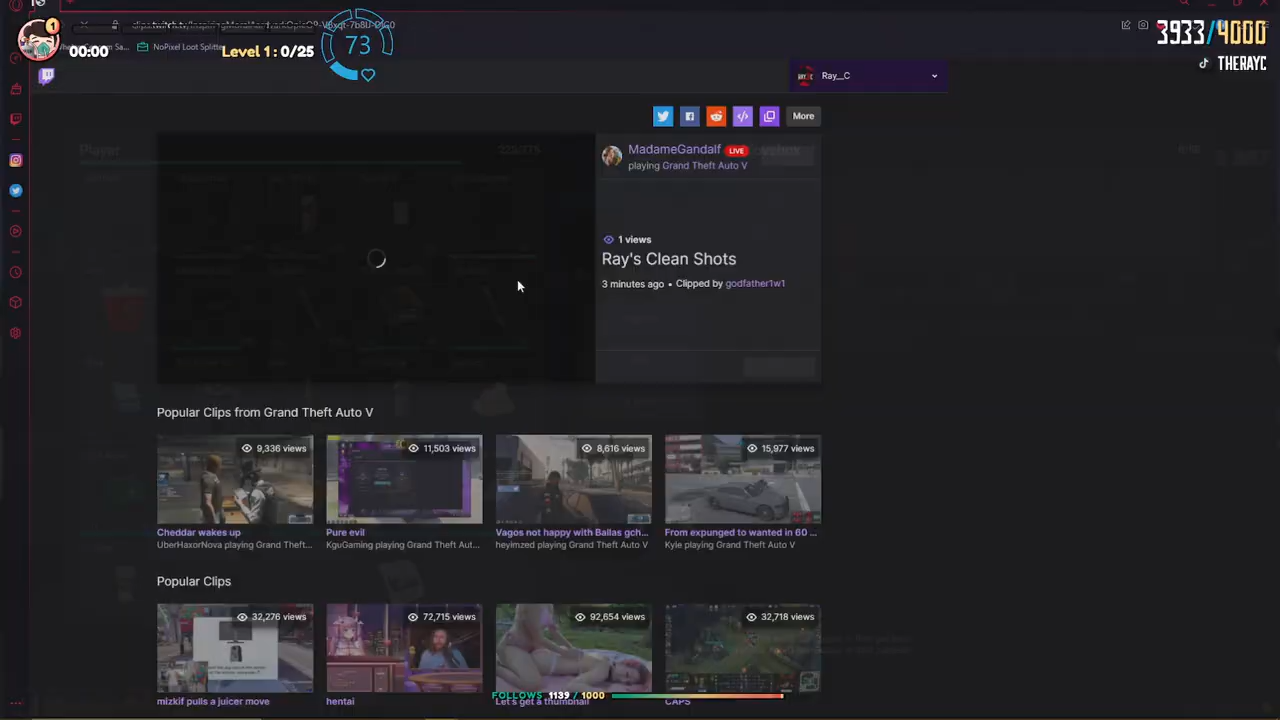 1
00:00
Level 1 : 0/25
73
3933/4000
THERAYC
NoPixel Loot Splitte
Ray__C
More
Player
MadameGandalf LIVE
playing Grand Theft Auto V
1 views
Ray's Clean Shots
3 minutes ago • Clipped by godfather1w1
Popular Clips from Grand Theft Auto V
9,336 views
11,503 views
8,616 views
15,977 views
Cheddar wakes up
Pure evil
Vagos not happy with Ballas gch...
From expunged to wanted in 60 ...
UberHaxorNova playing Grand Theft...
KguGaming playing Grand Theft Aut...
heyimzed playing Grand Theft Auto V
Kyle playing Grand Theft Auto V
Popular Clips
32,276 views
72,715 views
92,654 views
32,718 views
FOLLOWS 1139 / 1000
mizkif pulls a juicer move
hentai
Let's get a thumbnail
CAPS